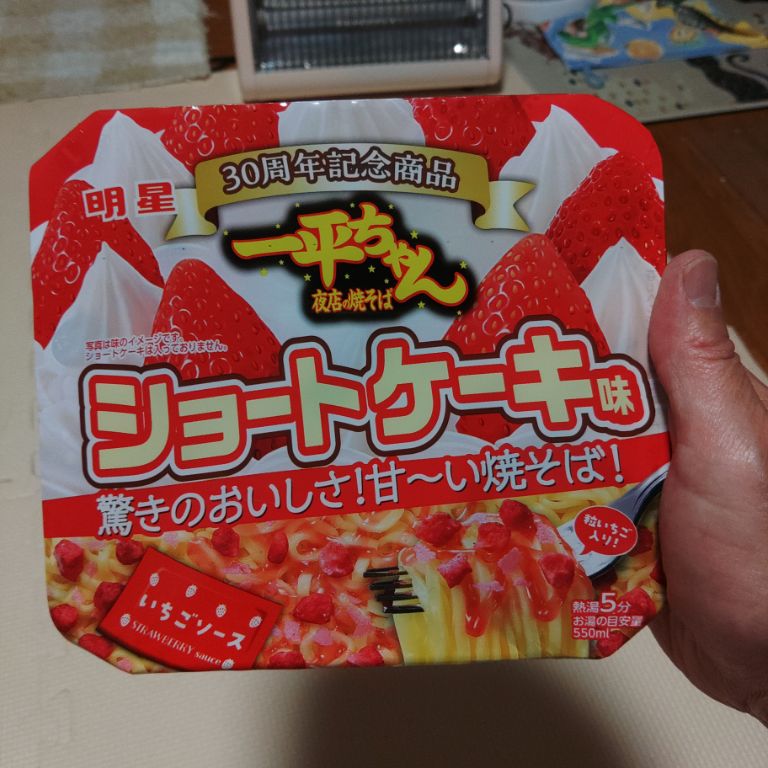 30周年記念商品
明星
一平ちゃん
夜店の焼そば
写真は味のイメージです。
ショートケーキは入っておりません。
ショートケーキ味
驚きのおいしさ!甘〜い焼そば!
粒いちご
入り!
いちごソース
STRAWBERRY sauce
熱湯5分
お湯の目安量
550ml